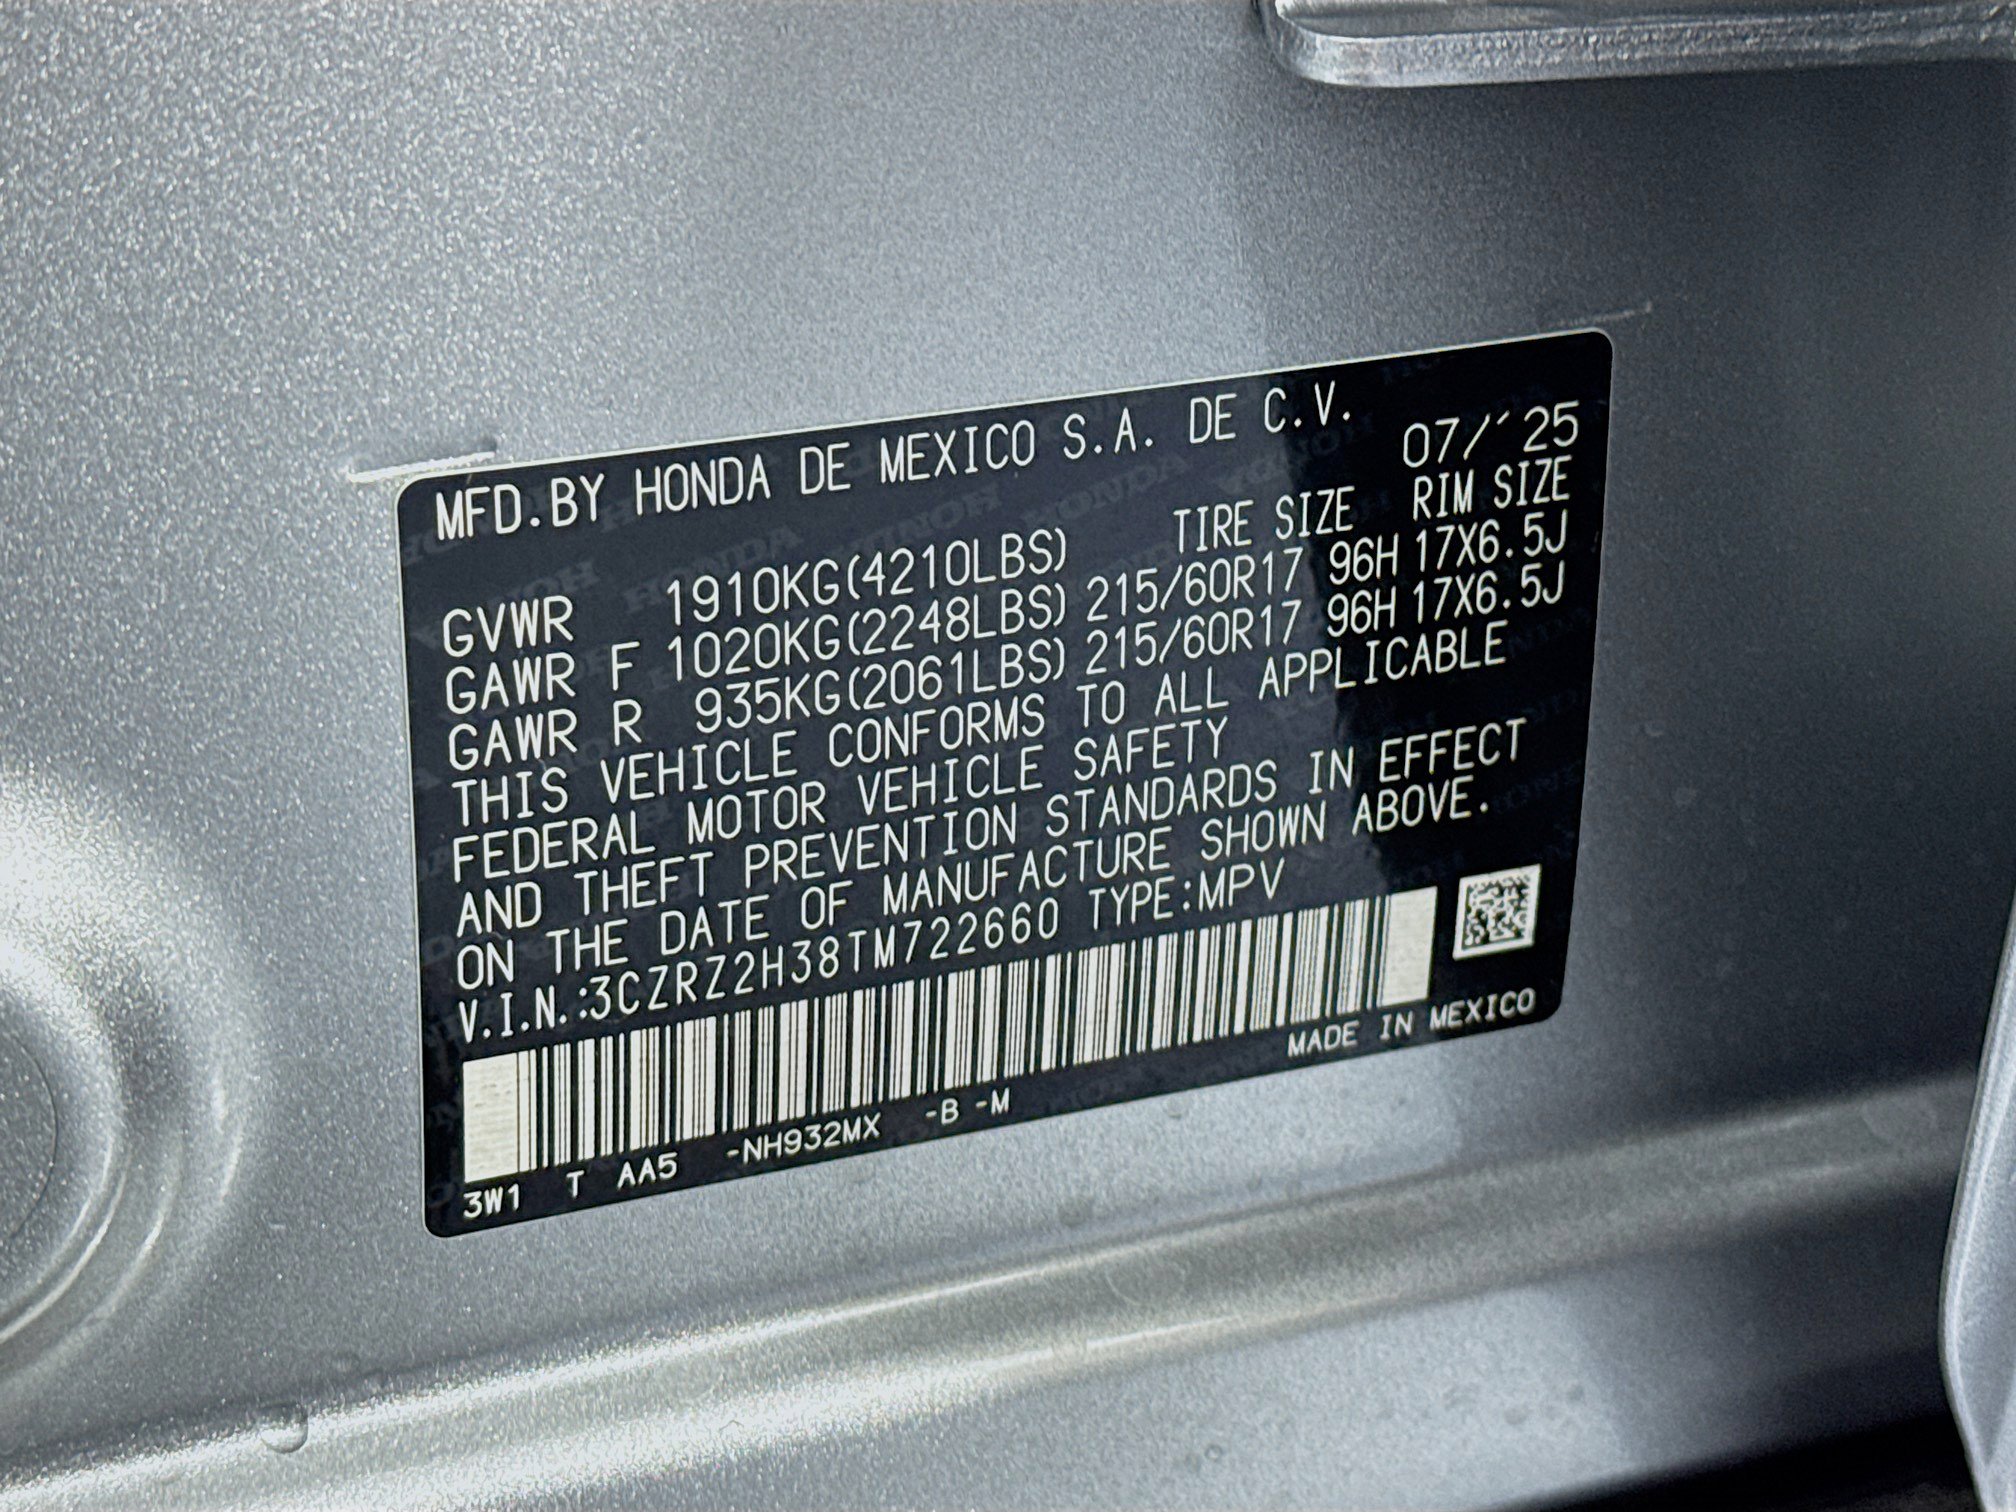 MFD.BY HONDA DE MEXICO S.A. DE C.V.
07/´25
TIRE SIZE RIM SIZE
GVWR 1910KG(4210LBS)
GAWR F 1020KG(2248LBS) 215/60R17 96H 17X6.5J
GAWR R 935KG(2061LBS) 215/60R17 96H 17X6.5J
THIS VEHICLE CONFORMS TO ALL APPLICABLE
FEDERAL MOTOR VEHICLE SAFETY
AND THEFT PREVENTION STANDARDS IN EFFECT
ON THE DATE OF MANUFACTURE SHOWN ABOVE.
V.I.N.:3CZRZ2H38TM722660 TYPE:MPV
MADE IN MEXICO
3W1 T AA5 -NH932MX -B -M